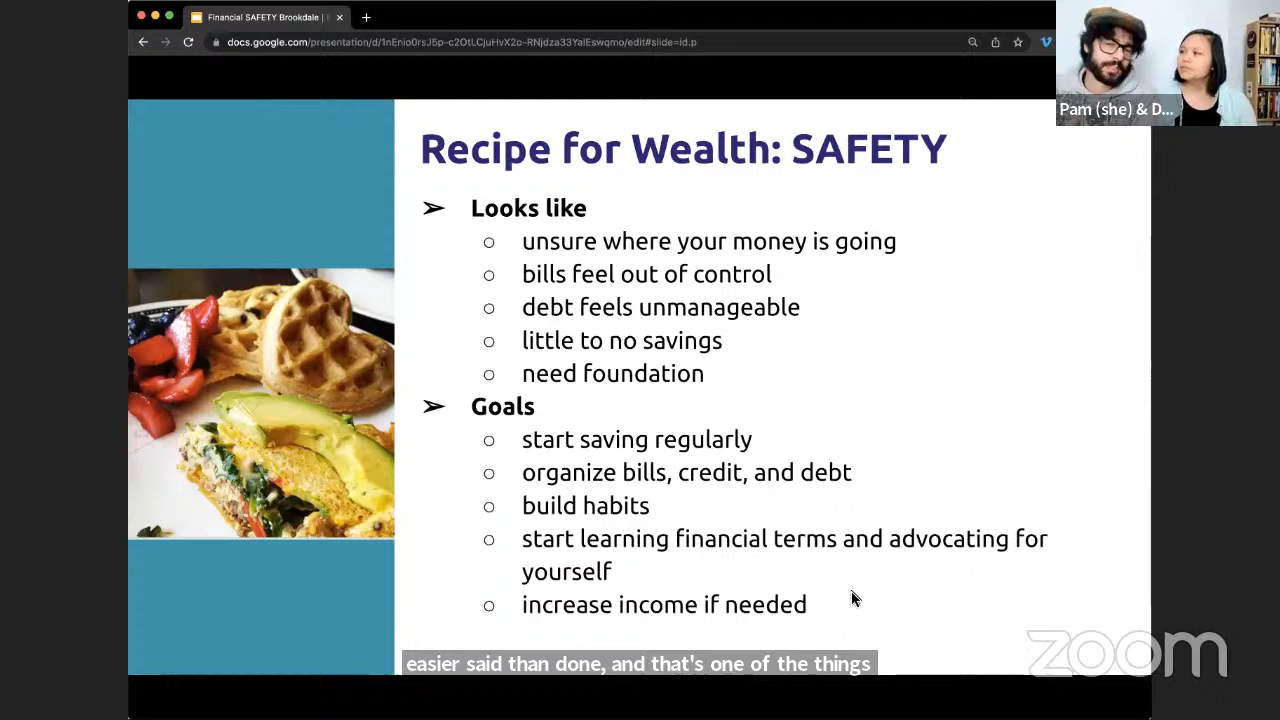 Financial SAFETY Brookdale |
docs.google.com/presentation/d/1nEnio0rsJ5p-c2OtLCjuHvX2o-RNjdza33YalEswqmo/edit#slide=id.p
Pam (she) & D...
Recipe for Wealth: SAFETY
➢ Looks like
○ unsure where your money is going
○ bills feel out of control
○ debt feels unmanageable
○ little to no savings
○ need foundation
➢ Goals
○ start saving regularly
○ organize bills, credit, and debt
○ build habits
○ start learning financial terms and advocating for
yourself
○ increase income if needed
easier said than done, and that's one of the things
zoom